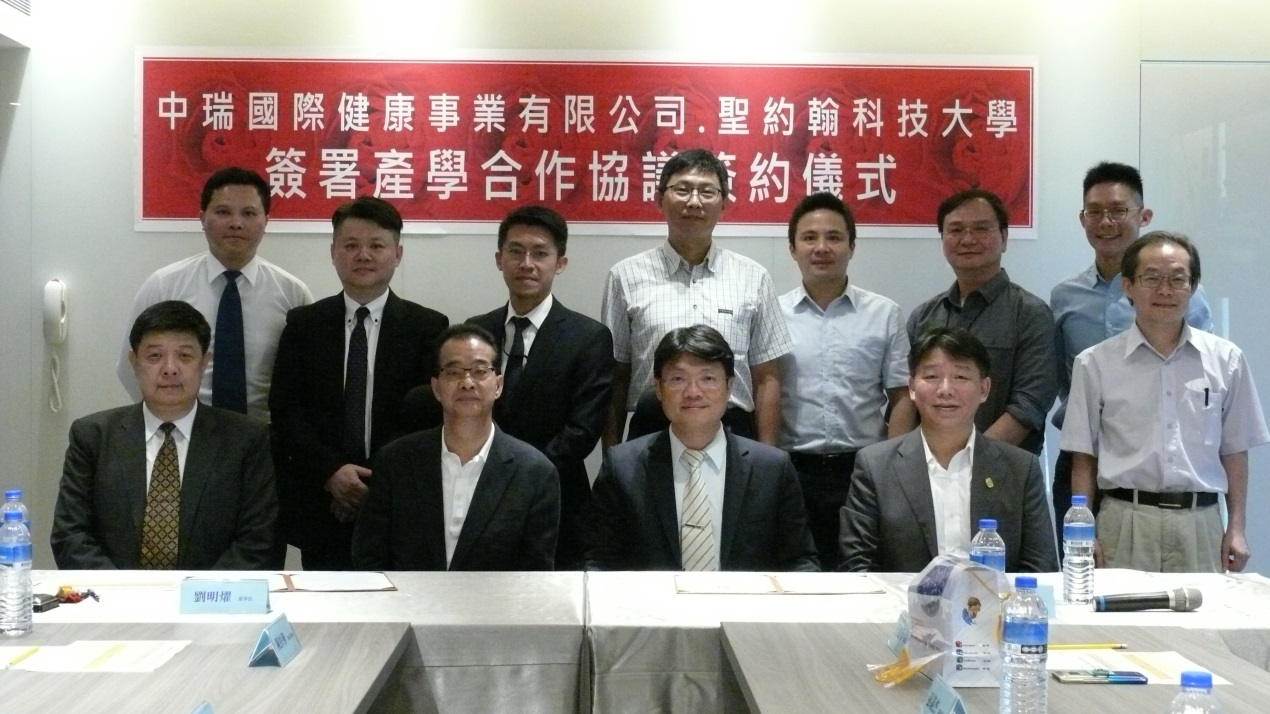 中瑞國際健康事業有限公司.聖約翰科技大學
簽署產學合作協議簽約儀式
劉明燿